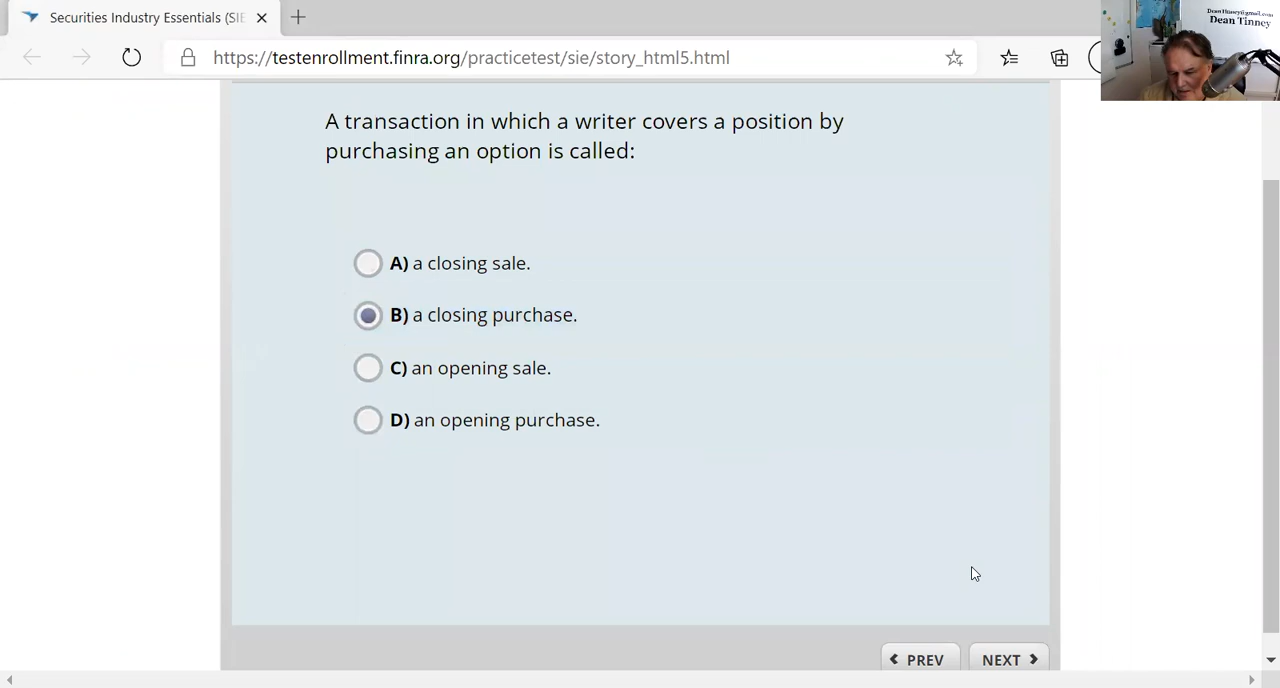 Securities Industry Essentials (SIE
https://testenrollment.finra.org/practicetest/sie/story_html5.html
Dean Tinney
A transaction in which a writer covers a position by
purchasing an option is called:
A) a closing sale.
B) a closing purchase.
C) an opening sale.
D) an opening purchase.
PREV NEXT